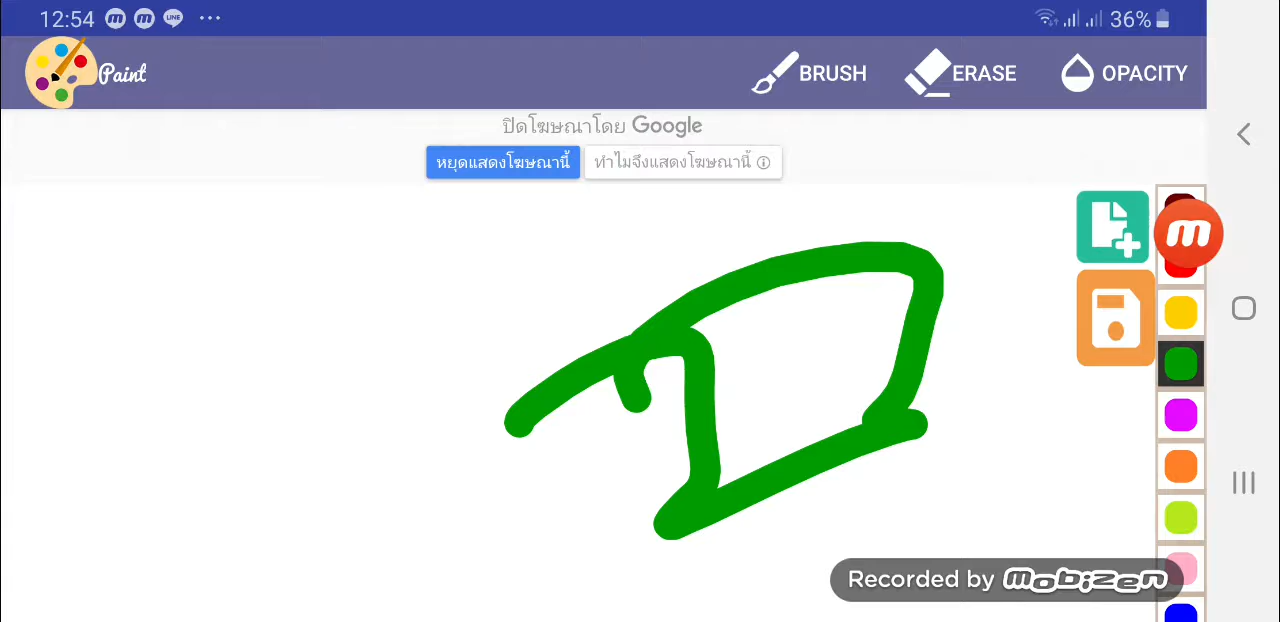 12:54 LINE 36%
Paint BRUSH ERASE OPACITY
ปิดโฆษณาโดย Google
หยุดแสดงโฆษณานี้ ทำไมจึงแสดงโฆษณานี้
Recorded by mobizen